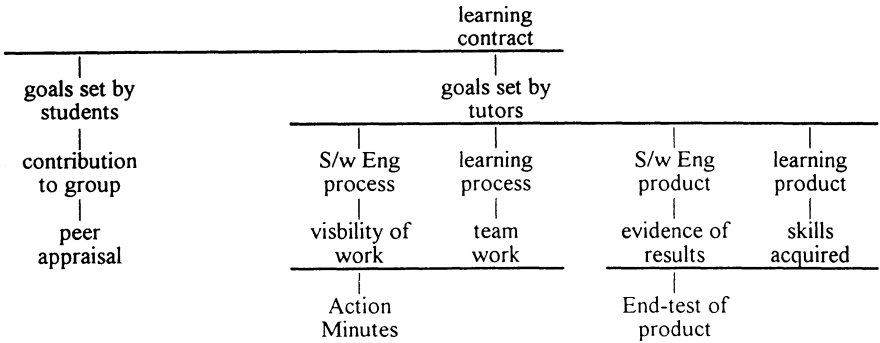 learning
contract
goals set by
students
goals set by
tutors
contribution
to group
S/w Eng
process
learning
process
S/w Eng
product
learning
product
peer
appraisal
visbility of
work
team
work
evidence of
results
skills
acquired
Action
Minutes
End-test of
product